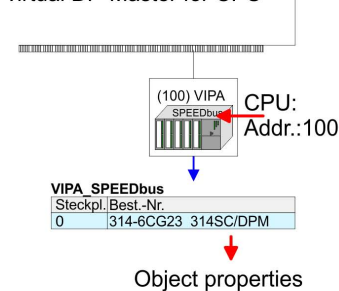 virtual DP Master for CPU
(100) VIPA
SPEEDbus
CPU:
Addr.:100
VIPA_SPEEDbus
Steckpl. Best.-Nr.
0 314-6CG23 314SC/DPM
Object properties